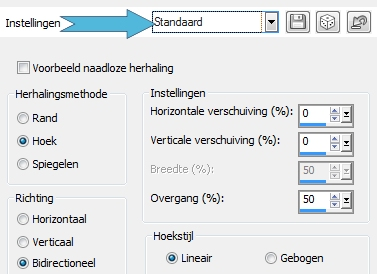 Instellingen Standaard
Voorbeeld naadloze herhaling
Herhalingsmethode
Rand
Hoek
Spiegelen
Richting
Horizontaal
Verticaal
Bidirectioneel
Instellingen
Horizontale verschuiving (%): 0
Verticale verschuiving (%): 0
Breedte (%): 50
Overgang (%): 50
Hoekstijl
Lineair Gebogen